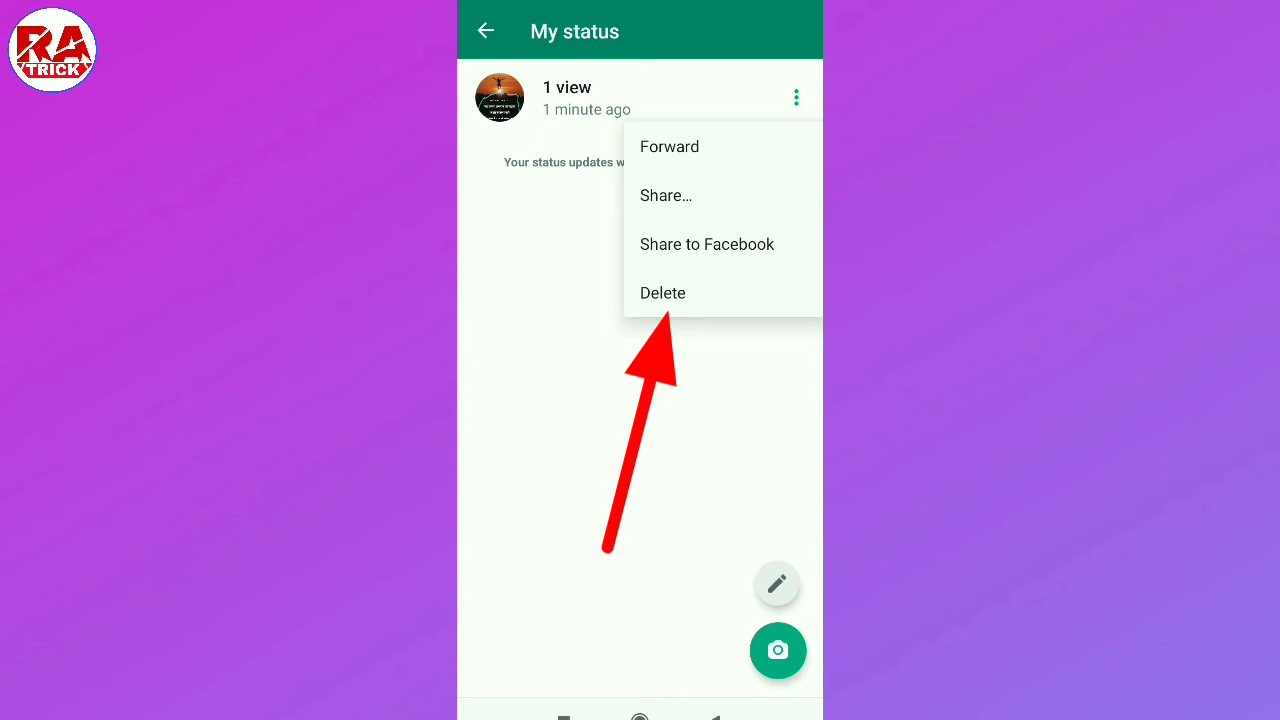 RA
TRICK
My status
1 view
1 minute ago
Your status updates w
Forward
Share...
Share to Facebook
Delete